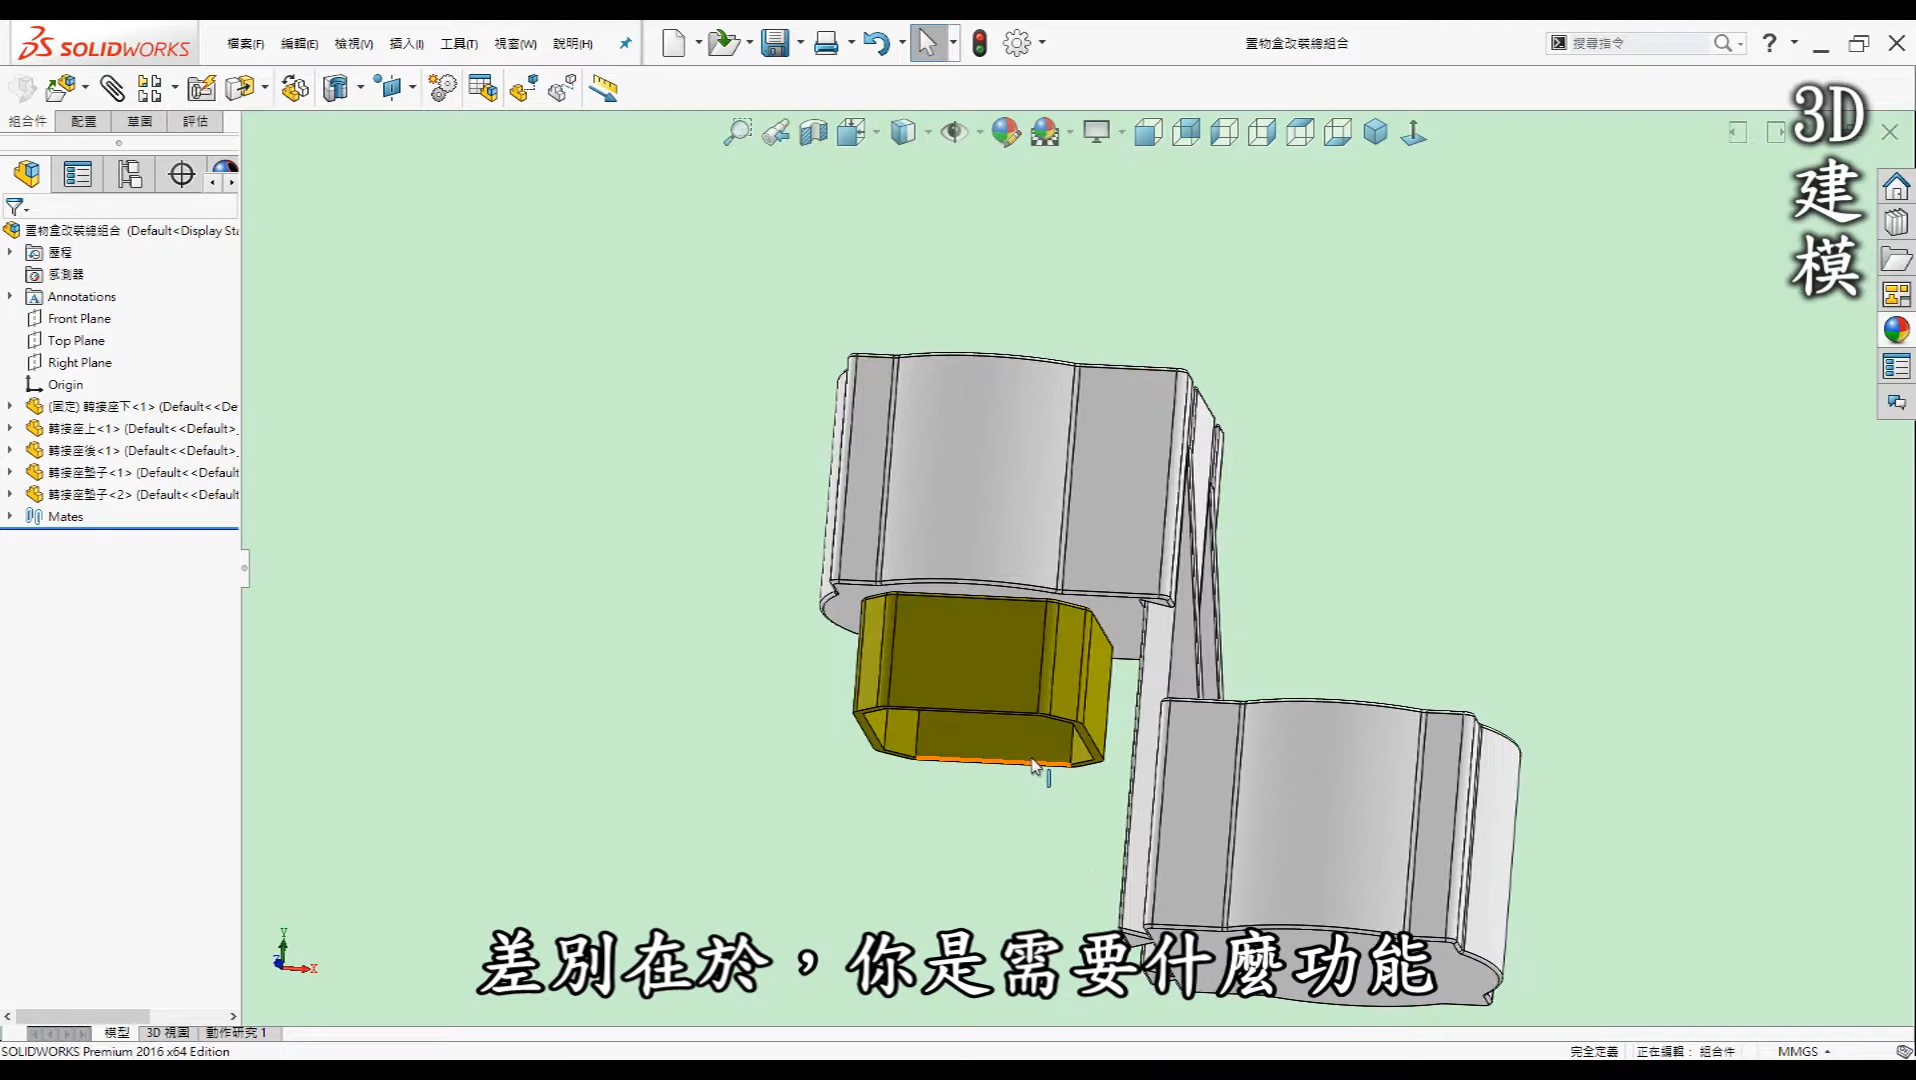 SOLIDWORKS
檔案(F) 編輯(E) 檢視(V) 插入(I) 工具(T) 視窗(W) 說明(H)
置物盒改裝總組合
搜尋指令
?
組合件 配置 草圖 評估
3D
建
模
置物盒改裝總組合 (Default<Display Sta
歷程
感測器
Annotations
Front Plane
Top Plane
Right Plane
Origin
(固定) 轉接座下<1> (Default<<De
轉接座上<1> (Default<<Default>_
轉接座後<1> (Default<<Default>_
轉接座墊子<1> (Default<<Default
轉接座墊子<2> (Default<<Default
Mates
Y
X
差別在於，你是需要什麼功能
模型 3D 視圖 動作研究 1
SOLIDWORKS Premium 2016 x64 Edition
完全定義 正在編輯： 組合件 MMGS